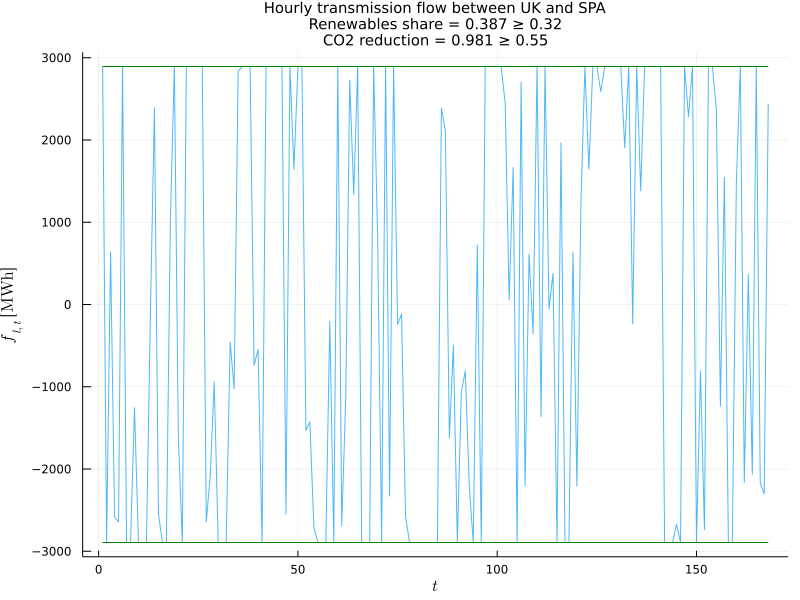 Hourly transmission flow between UK and SPA
Renewables share = 0.387 ≥ 0.32
CO2 reduction = 0.981 ≥ 0.55
3000
2000
1000
0
−1000
−2000
−3000
f l,t [MWh]
0
50
100
150
t